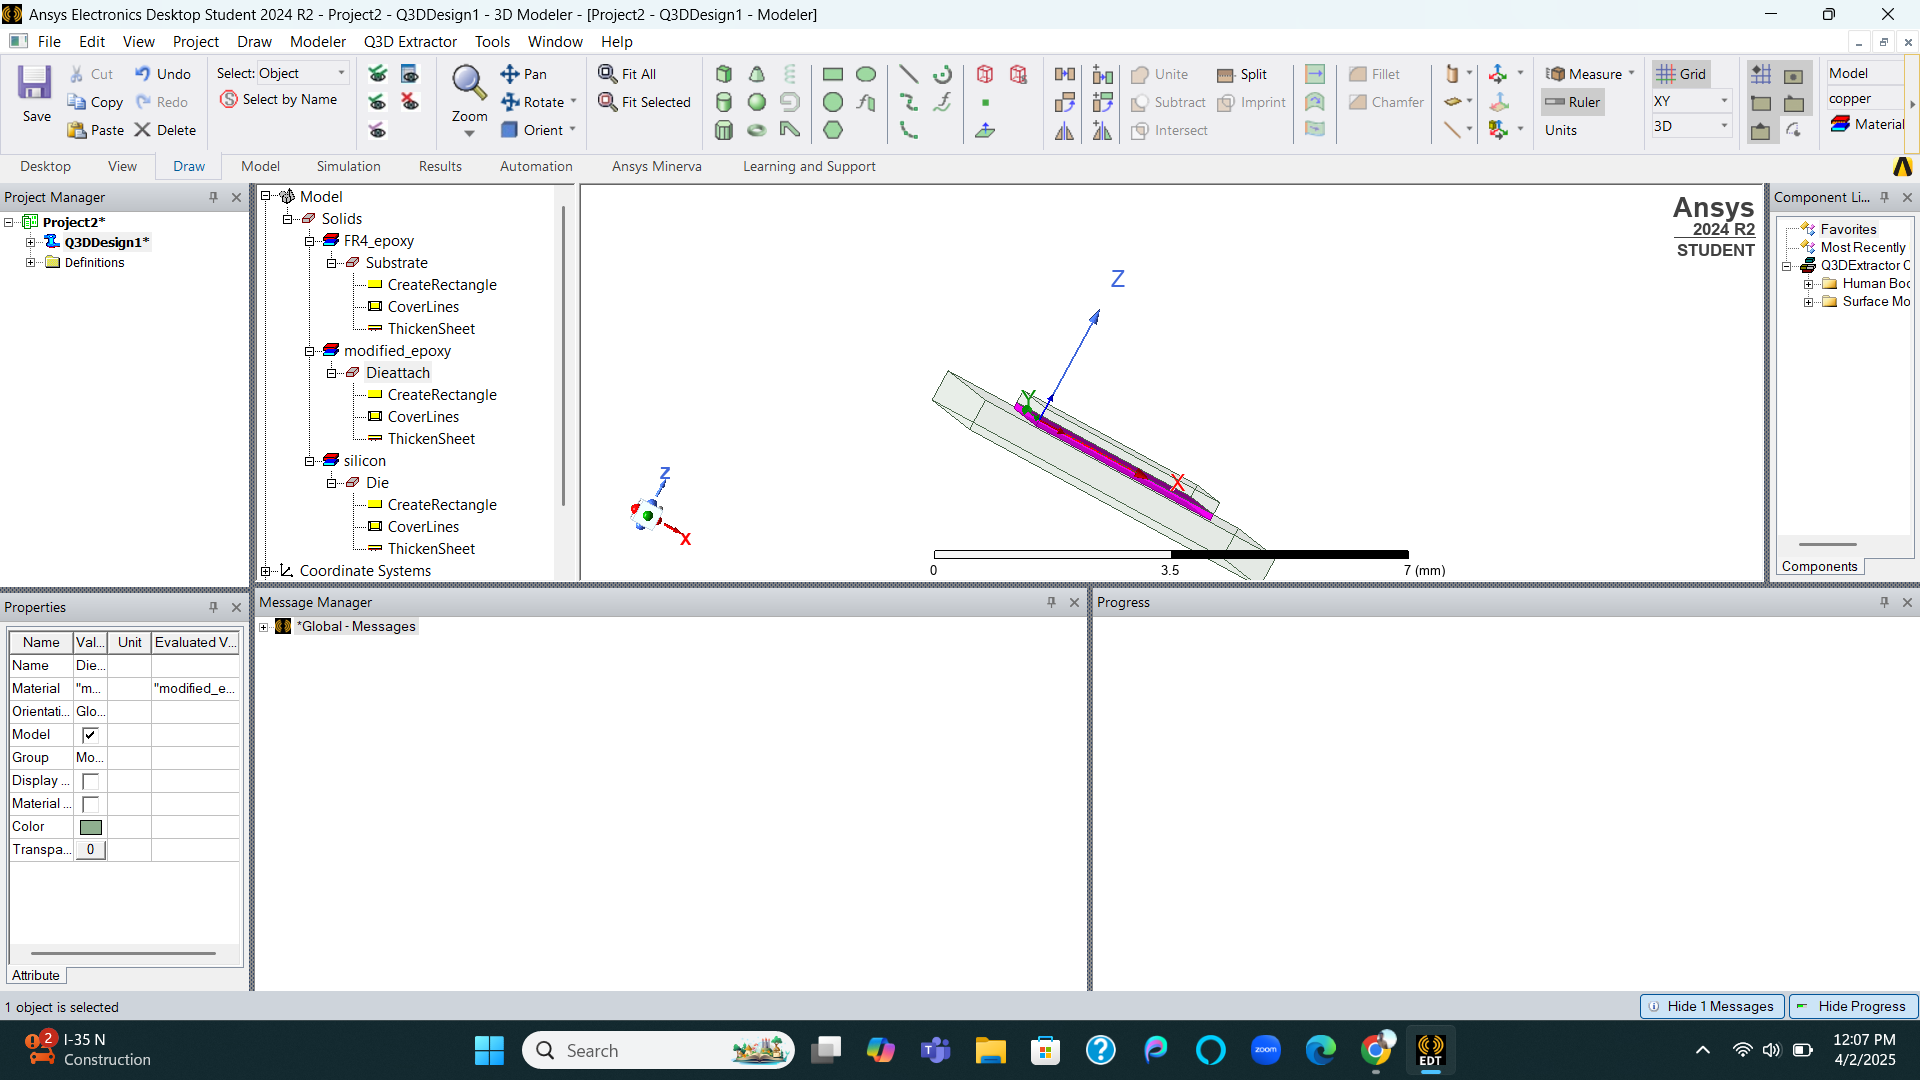 Ansys Electronics Desktop Student 2024 R2 - Project2 - Q3DDesign1 - 3D Modeler - [Project2 - Q3DDesign1 - Modeler]
File Edit View Project Draw Modeler Q3D Extractor Tools Window Help
Save
Cut
Copy
Paste
Undo
Redo
Delete
Select: Object
Select by Name
Zoom
Pan
Rotate
Orient
Fit All
Fit Selected
Unite
Subtract
Intersect
Split
Imprint
Fillet
Chamfer
Measure
Ruler
Units
Grid
XY
3D
Model
copper
Material
Desktop View Draw Model Simulation Results Automation Ansys Minerva Learning and Support
Project Manager
Project2*
Q3DDesign1*
Definitions
Model
Solids
FR4_epoxy
Substrate
CreateRectangle
CoverLines
ThickenSheet
modified_epoxy
Dieattach
CreateRectangle
CoverLines
ThickenSheet
silicon
Die
CreateRectangle
CoverLines
ThickenSheet
Coordinate Systems
Ansys
2024 R2
STUDENT
Z
Y
X
Z
X
0 3.5 7 (mm)
Component Li...
Favorites
Most Recently
Q3DExtractor C
Human Boc
Surface Mo
Components
Properties
Name Val... Unit Evaluated V...
Name Die...
Material "m... "modified_e...
Orientati... Glo...
Model
Group Mo...
Display ...
Material ...
Color
Transpa... 0
Attribute
Message Manager
*Global - Messages
Progress
1 object is selected
Hide 1 Messages
Hide Progress
2
I-35 N
Construction
Search
zoom
EDT
12:07 PM
4/2/2025